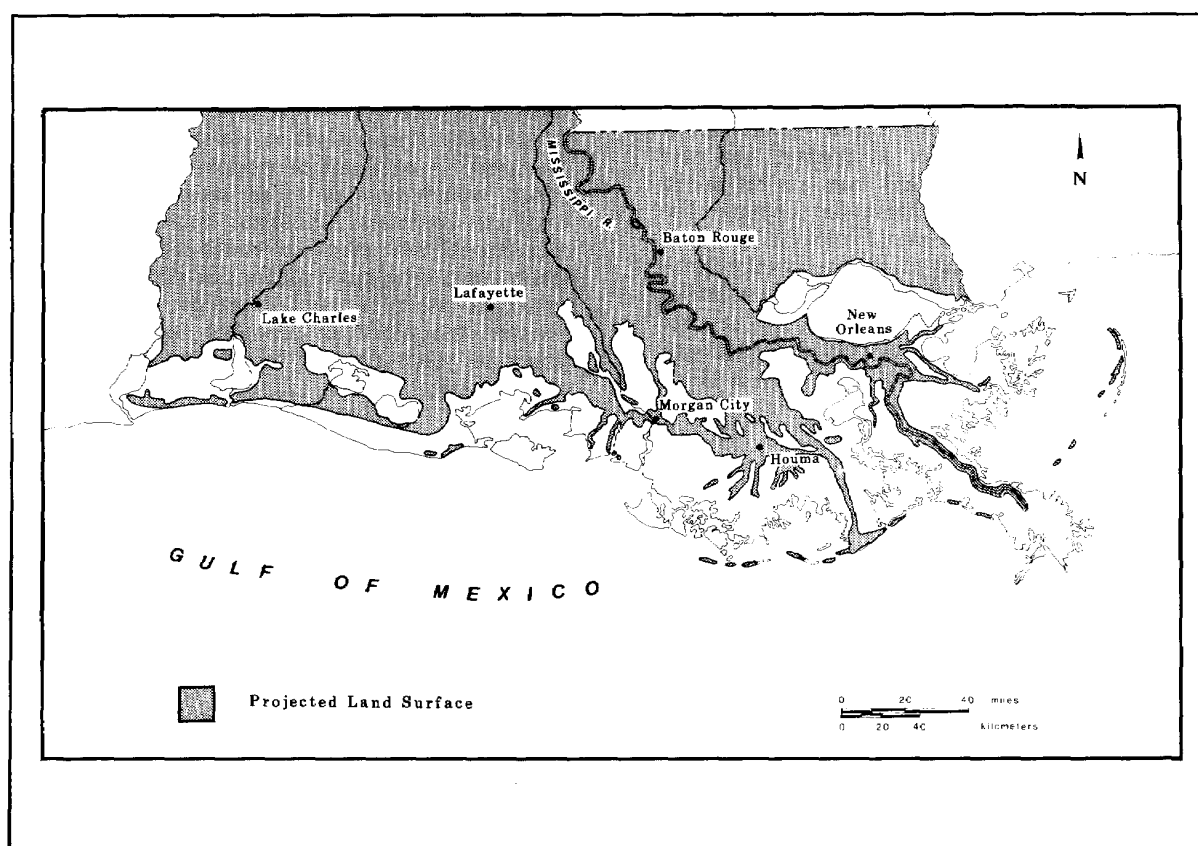 N
MISSISSIPPI R.
Baton Rouge
Lafayette
Lake Charles
New
Orleans
Morgan City
Houma
GULF OF MEXICO
Projected Land Surface
0 20 40 miles
0 20 40 kilometers